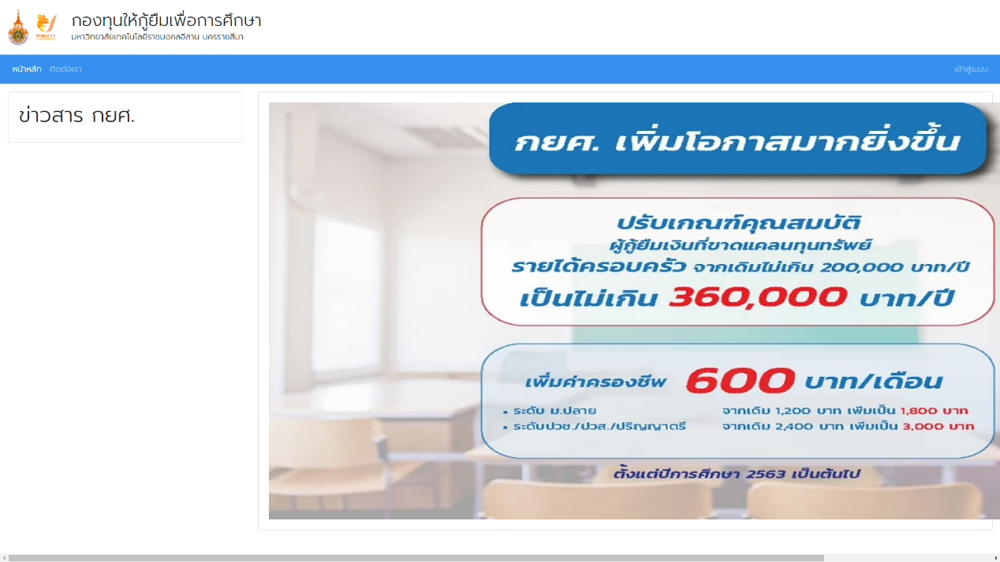 กองทุนให้กู้ยืมเพื่อการศึกษา
มหาวิทยาลัยเทคโนโลยีราชมงคลอีสาน นครราชสีมา
RMUTI
หน้าหลัก ติดต่อเรา เข้าสู่ระบบ
ข่าวสาร กยศ.
กยศ. เพิ่มโอกาสมากยิ่งขึ้น
ปรับเกณฑ์คุณสมบัติ
ผู้กู้ยืมเงินที่ขาดแคลนทุนทรัพย์
รายได้ครอบครัว จากเดิมไม่เกิน 200,000 บาท/ปี
เป็นไม่เกิน 360,000 บาท/ปี
เพิ่มค่าครองชีพ 600 บาท/เดือน
• ระดับ ม.ปลาย จากเดิม 1,200 บาท เพิ่มเป็น 1,800 บาท
• ระดับปวช./ปวส./ปริญญาตรี จากเดิม 2,400 บาท เพิ่มเป็น 3,000 บาท
ตั้งแต่ปีการศึกษา 2563 เป็นต้นไป